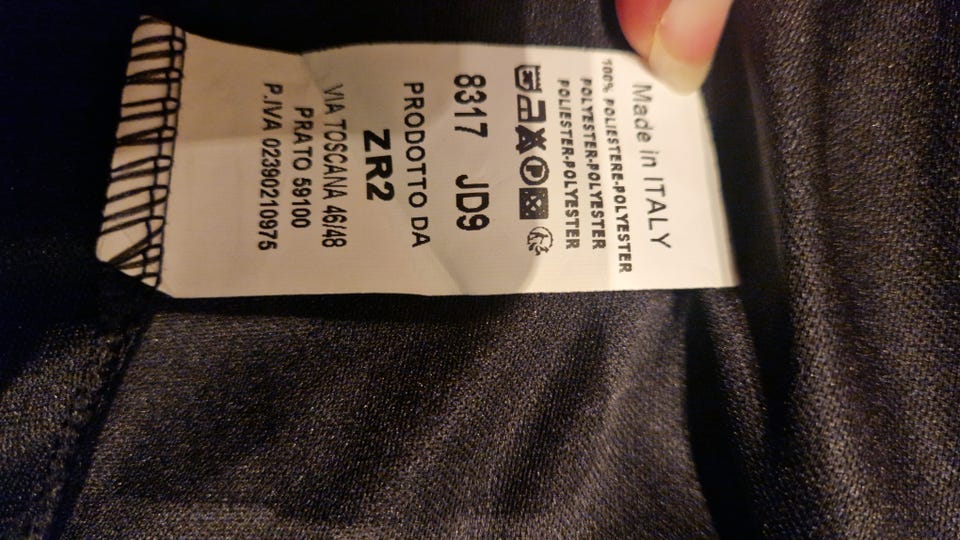 Made in ITALY
100% POLIESTERE-POLYESTER
POLYESTER-POLYESTER
POLIESTER-POLYESTER
30°
8317 JD9
PRODOTTO DA
ZR2
VIA TOSCANA 46/48
PRATO 59100
P.IVA 02390210975